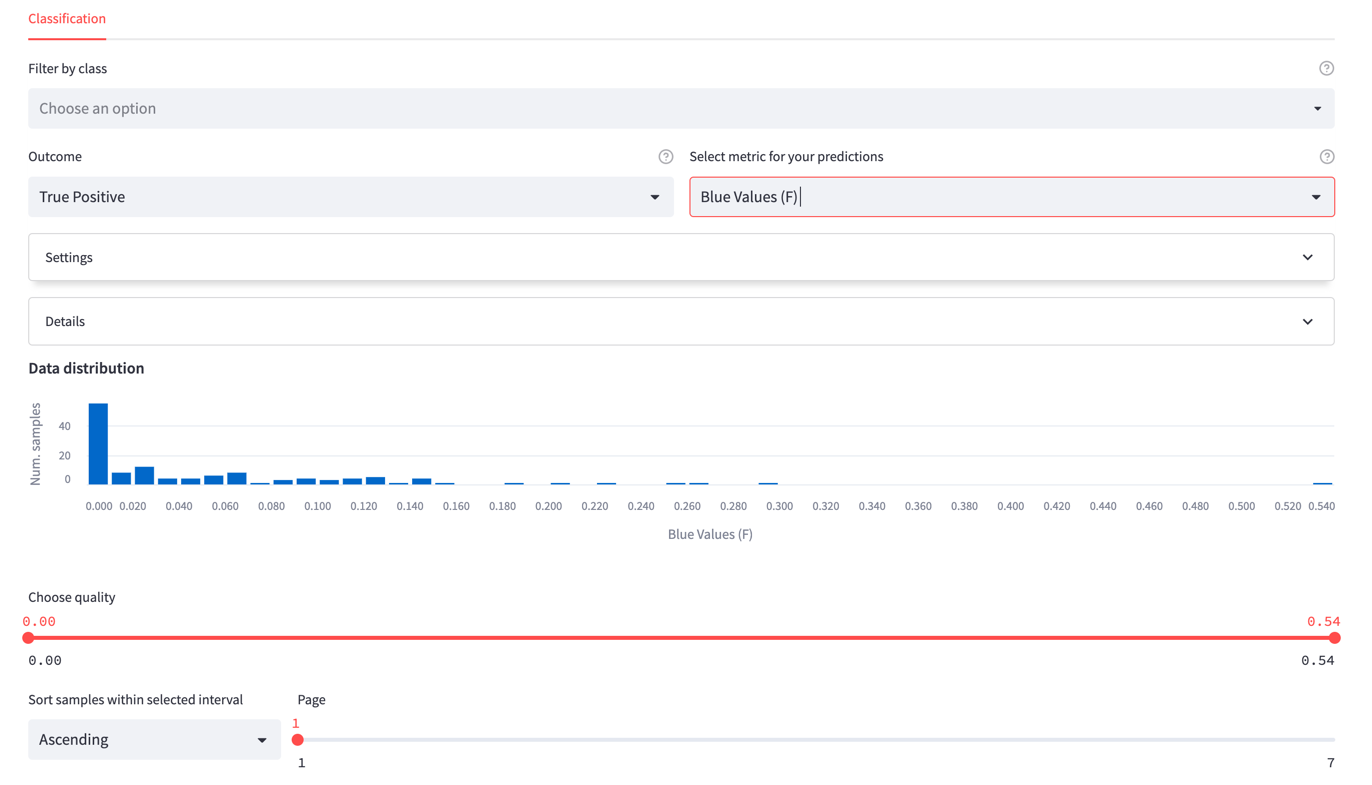 Classification
Filter by class
Choose an option
Outcome
Select metric for your predictions
True Positive
Blue Values (F)
Settings
Details
Data distribution
Num. samples
40
20
0
0.000 0.020 0.040 0.060 0.080 0.100 0.120 0.140 0.160 0.180 0.200 0.220 0.240 0.260 0.280 0.300 0.320 0.340 0.360 0.380 0.400 0.420 0.440 0.460 0.480 0.500 0.520 0.540
Blue Values (F)
Choose quality
0.00 0.54
0.00 0.54
Sort samples within selected interval
Page
1
Ascending
1 7